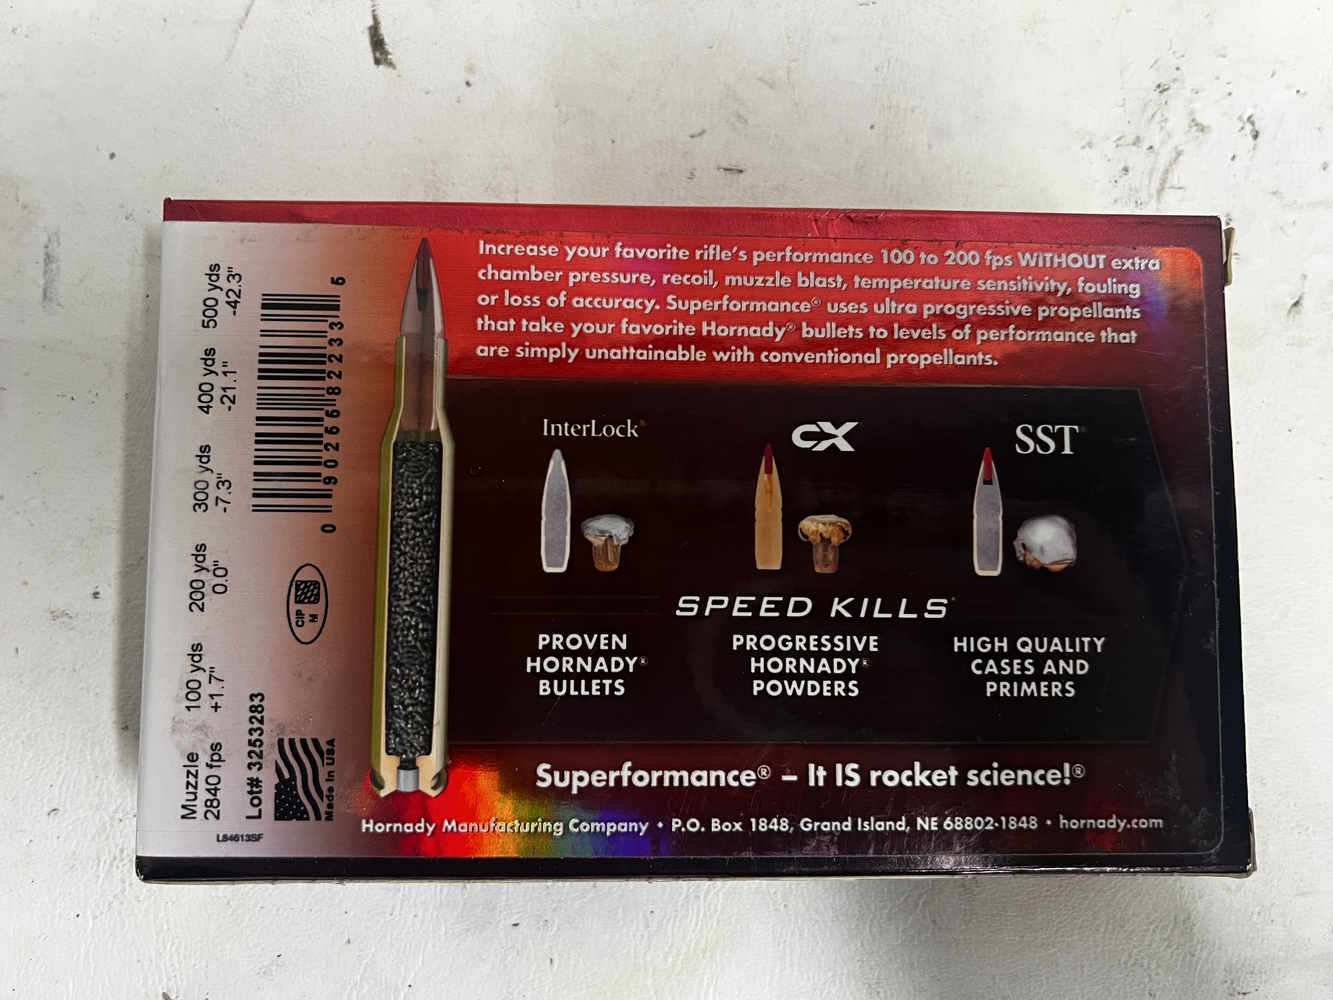 Increase your favorite rifle's performance 100 to 200 fps WITHOUT extra
chamber pressure, recoil, muzzle blast, temperature sensitivity, fouling
or loss of accuracy. Superformance® uses ultra progressive propellants
that take your favorite Hornady® bullets to levels of performance that
are simply unattainable with conventional propellants.
InterLock®
CX
SST®
SPEED KILLS®
PROVEN
HORNADY®
BULLETS
PROGRESSIVE
HORNADY®
POWDERS
HIGH QUALITY
CASES AND
PRIMERS
Superformance® – It IS rocket science!®
Hornady Manufacturing Company • P.O. Box 1848, Grand Island, NE 68802-1848 • hornady.com
Muzzle 100 yds 200 yds 300 yds 400 yds 500 yds
2840 fps +1.7" 0.0" -7.3" -21.1" -42.3"
Lot# 3253283
CIP
M
0 90255 82233 5
Made in USA
L84613SF